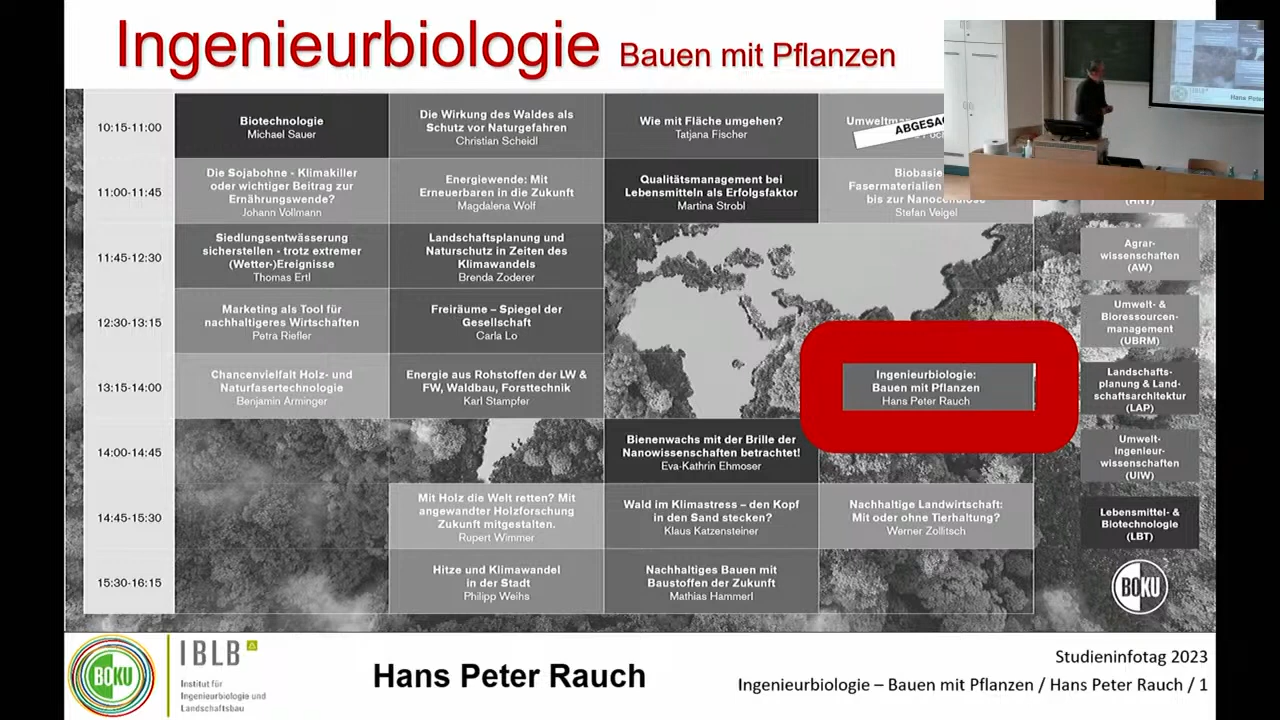 Ingenieurbiologie Bauen mit Pflanzen
10:15-11:00
Biotechnologie
Michael Sauer
Die Wirkung des Waldes als
Schutz vor Naturgefahren
Christian Scheidl
Wie mit Fläche umgehen?
Tatjana Fischer
ABGESA
11:00-11:45
Die Sojabohne - Klimakiller
oder wichtiger Beitrag zur
Ernährungswende?
Johann Vollmann
Energiewende: Mit
Erneuerbaren in die Zukunft
Magdalena Wolf
Qualitätsmanagement bei
Lebensmitteln als Erfolgsfaktor
Martina Strobl
Fasermaterialien
bis zur Nanocellulose
Stefan Veigel
(HNT)
11:45-12:30
Siedlungsentwässerung
sicherstellen - trotz extremer
(Wetter-)Ereignisse
Thomas Ertl
Landschaftsplanung und
Naturschutz in Zeiten des
Klimawandels
Brenda Zoderer
Agrar-
wissenschaften
(AW)
12:30-13:15
Marketing als Tool für
nachhaltigeres Wirtschaften
Petra Riefler
Freiräume – Spiegel der
Gesellschaft
Carla Lo
Umwelt- &
Bioressourcen-
management
(UBRM)
13:15-14:00
Chancenvielfalt Holz- und
Naturfasertechnologie
Benjamin Arminger
Energie aus Rohstoffen der LW &
FW, Waldbau, Forsttechnik
Karl Stampfer
Ingenieurbiologie:
Bauen mit Pflanzen
Hans Peter Rauch
Landschafts-
planung & Land-
schaftsarchitektur
(LAP)
14:00-14:45
Bienenwachs mit der Brille der
Nanowissenschaften betrachtet!
Eva-Kathrin Ehmoser
Umwelt-
ingenieur-
wissenschaften
(UIW)
14:45-15:30
Mit Holz die Welt retten? Mit
angewandter Holzforschung
Zukunft mitgestalten.
Rupert Wimmer
Wald im Klimastress – den Kopf
in den Sand stecken?
Klaus Katzensteiner
Nachhaltige Landwirtschaft:
Mit oder ohne Tierhaltung?
Werner Zollitsch
Lebensmittel- &
Biotechnologie
(LBT)
15:30-16:15
Hitze und Klimawandel
in der Stadt
Philipp Weihs
Nachhaltiges Bauen mit
Baustoffen der Zukunft
Mathias Hammerl
BOKU
BOKU
IBLB
Institut für
Ingenieurbiologie und
Landschaftsbau
Hans Peter Rauch
Studieninfotag 2023
Ingenieurbiologie – Bauen mit Pflanzen / Hans Peter Rauch / 1
IBLB
Hans Peter